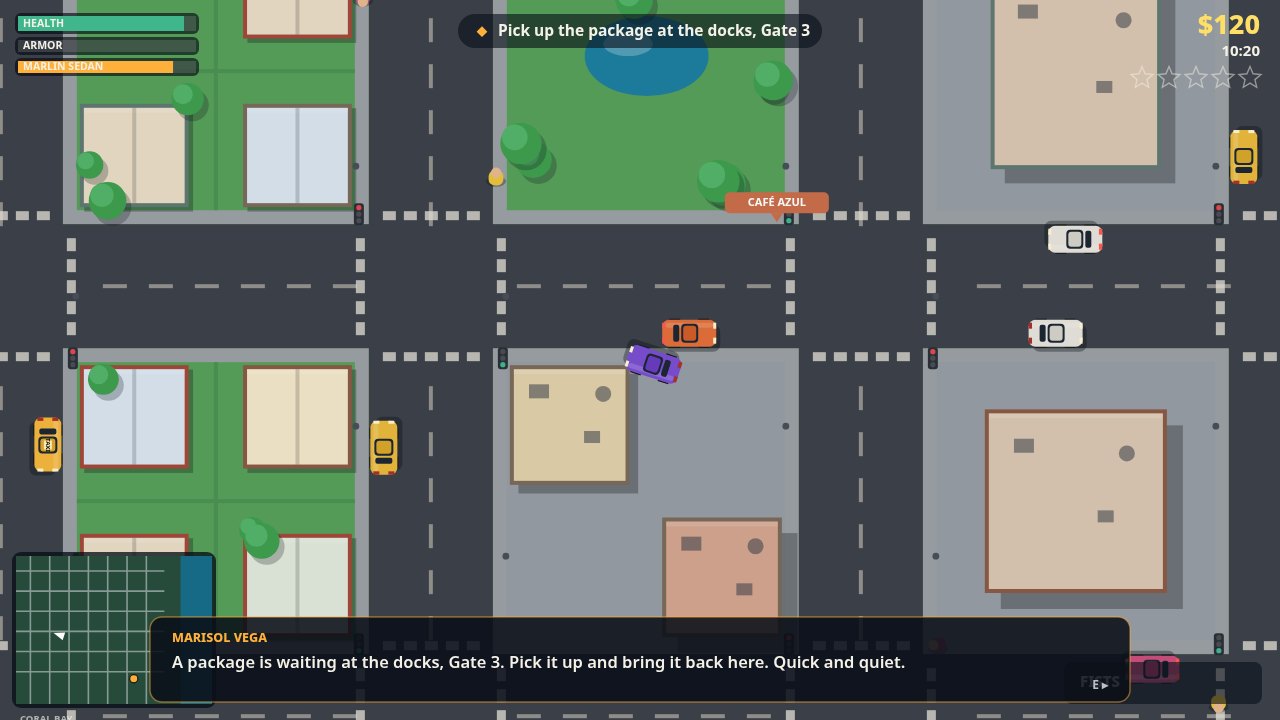 HEALTH
ARMOR
MARLIN SEDAN
◆ Pick up the package at the docks, Gate 3
$120
10:20
CAFÉ AZUL
MARISOL VEGA
A package is waiting at the docks, Gate 3. Pick it up and bring it back here. Quick and quiet.
FISTS
E ▸
CORAL BAY